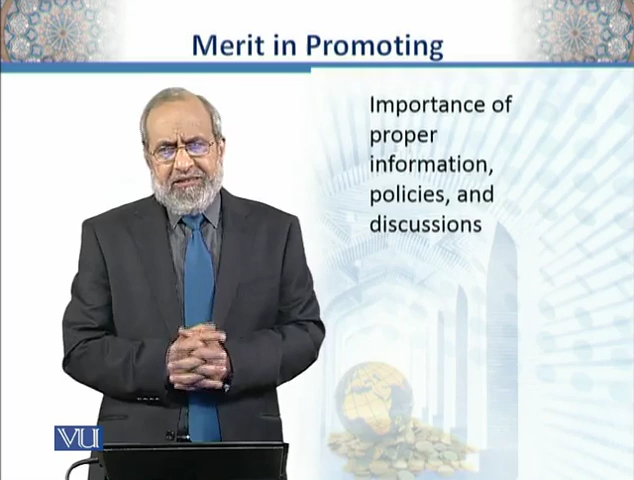 Merit in Promoting
Importance of
proper
information,
policies, and
discussions
VU